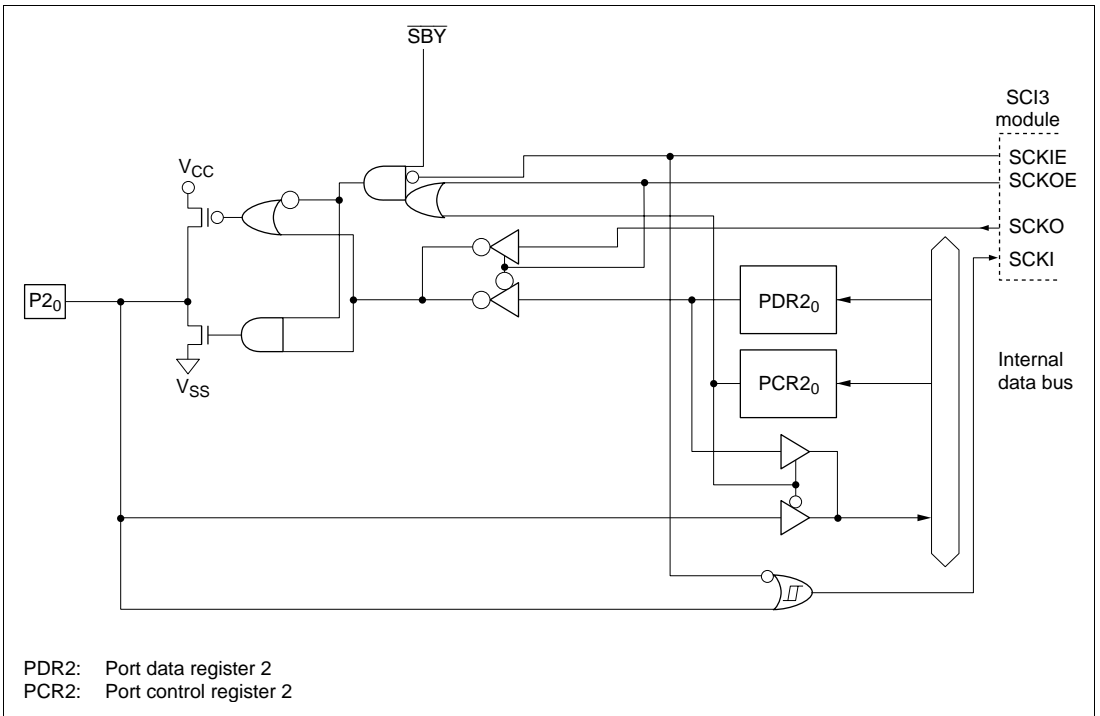 SBY
SCI3
module
VCC
SCKIE
SCKOE
SCKO
SCKI
P20
PDR20
PCR20
Internal
data bus
VSS
PDR2: Port data register 2
PCR2: Port control register 2